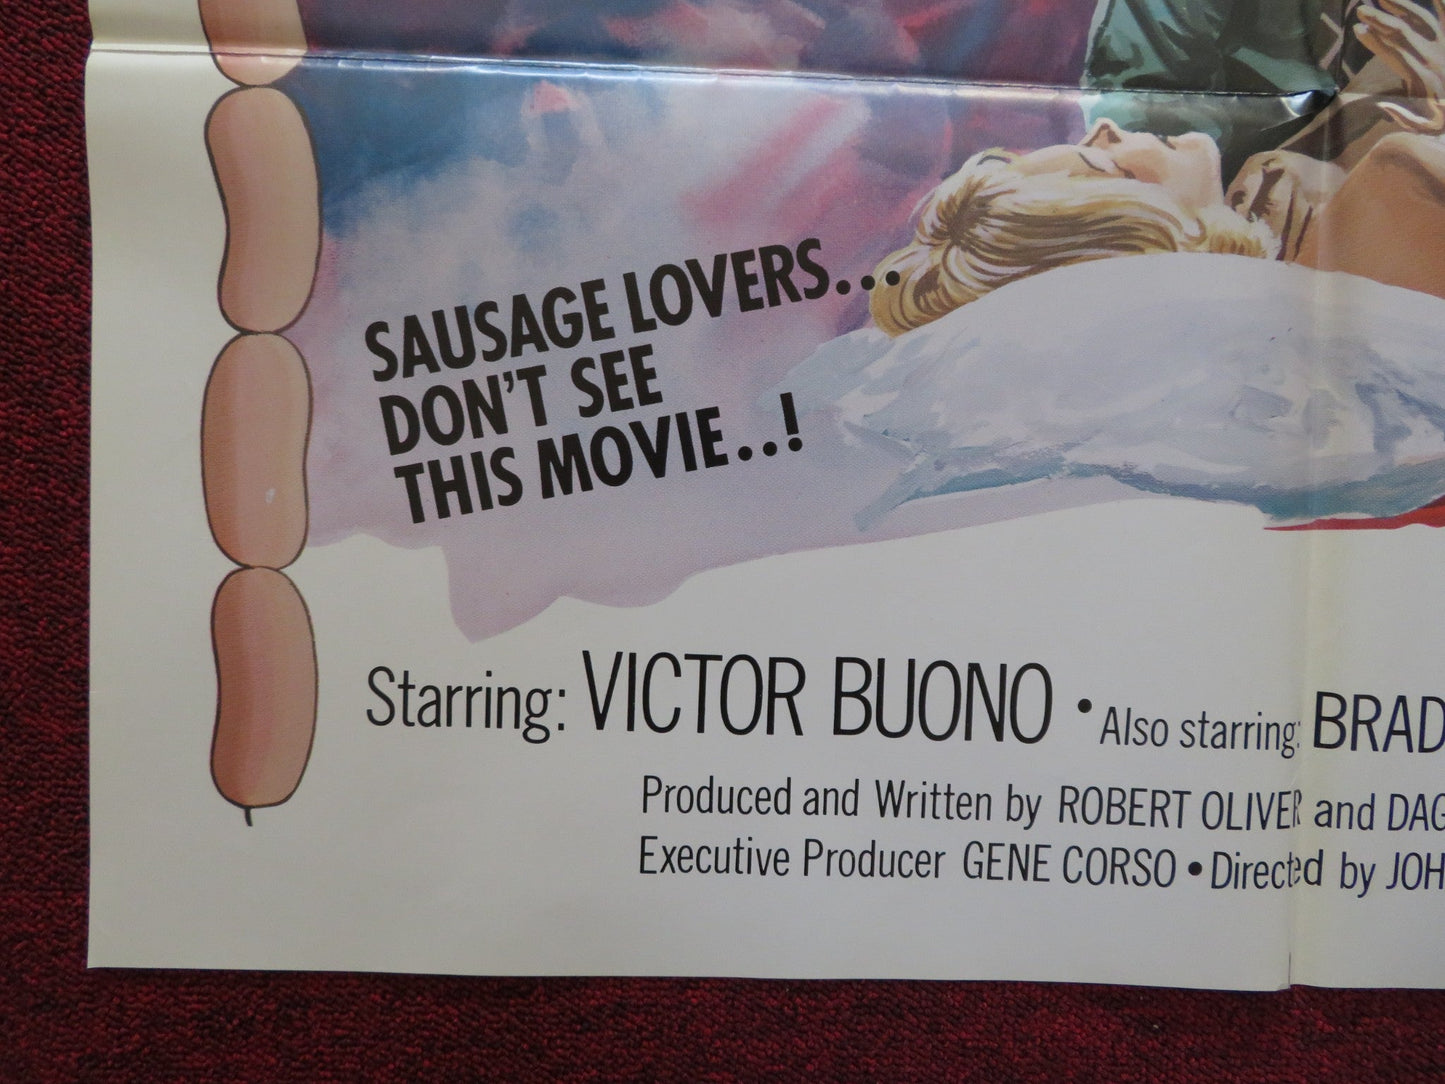 SAUSAGE LOVERS...
DON'T SEE
THIS MOVIE..!
Starring: VICTOR BUONO • Also starring: BRAD
Produced and Written by ROBERT OLIVER and DAG
Executive Producer GENE CORSO • Directed by JOH